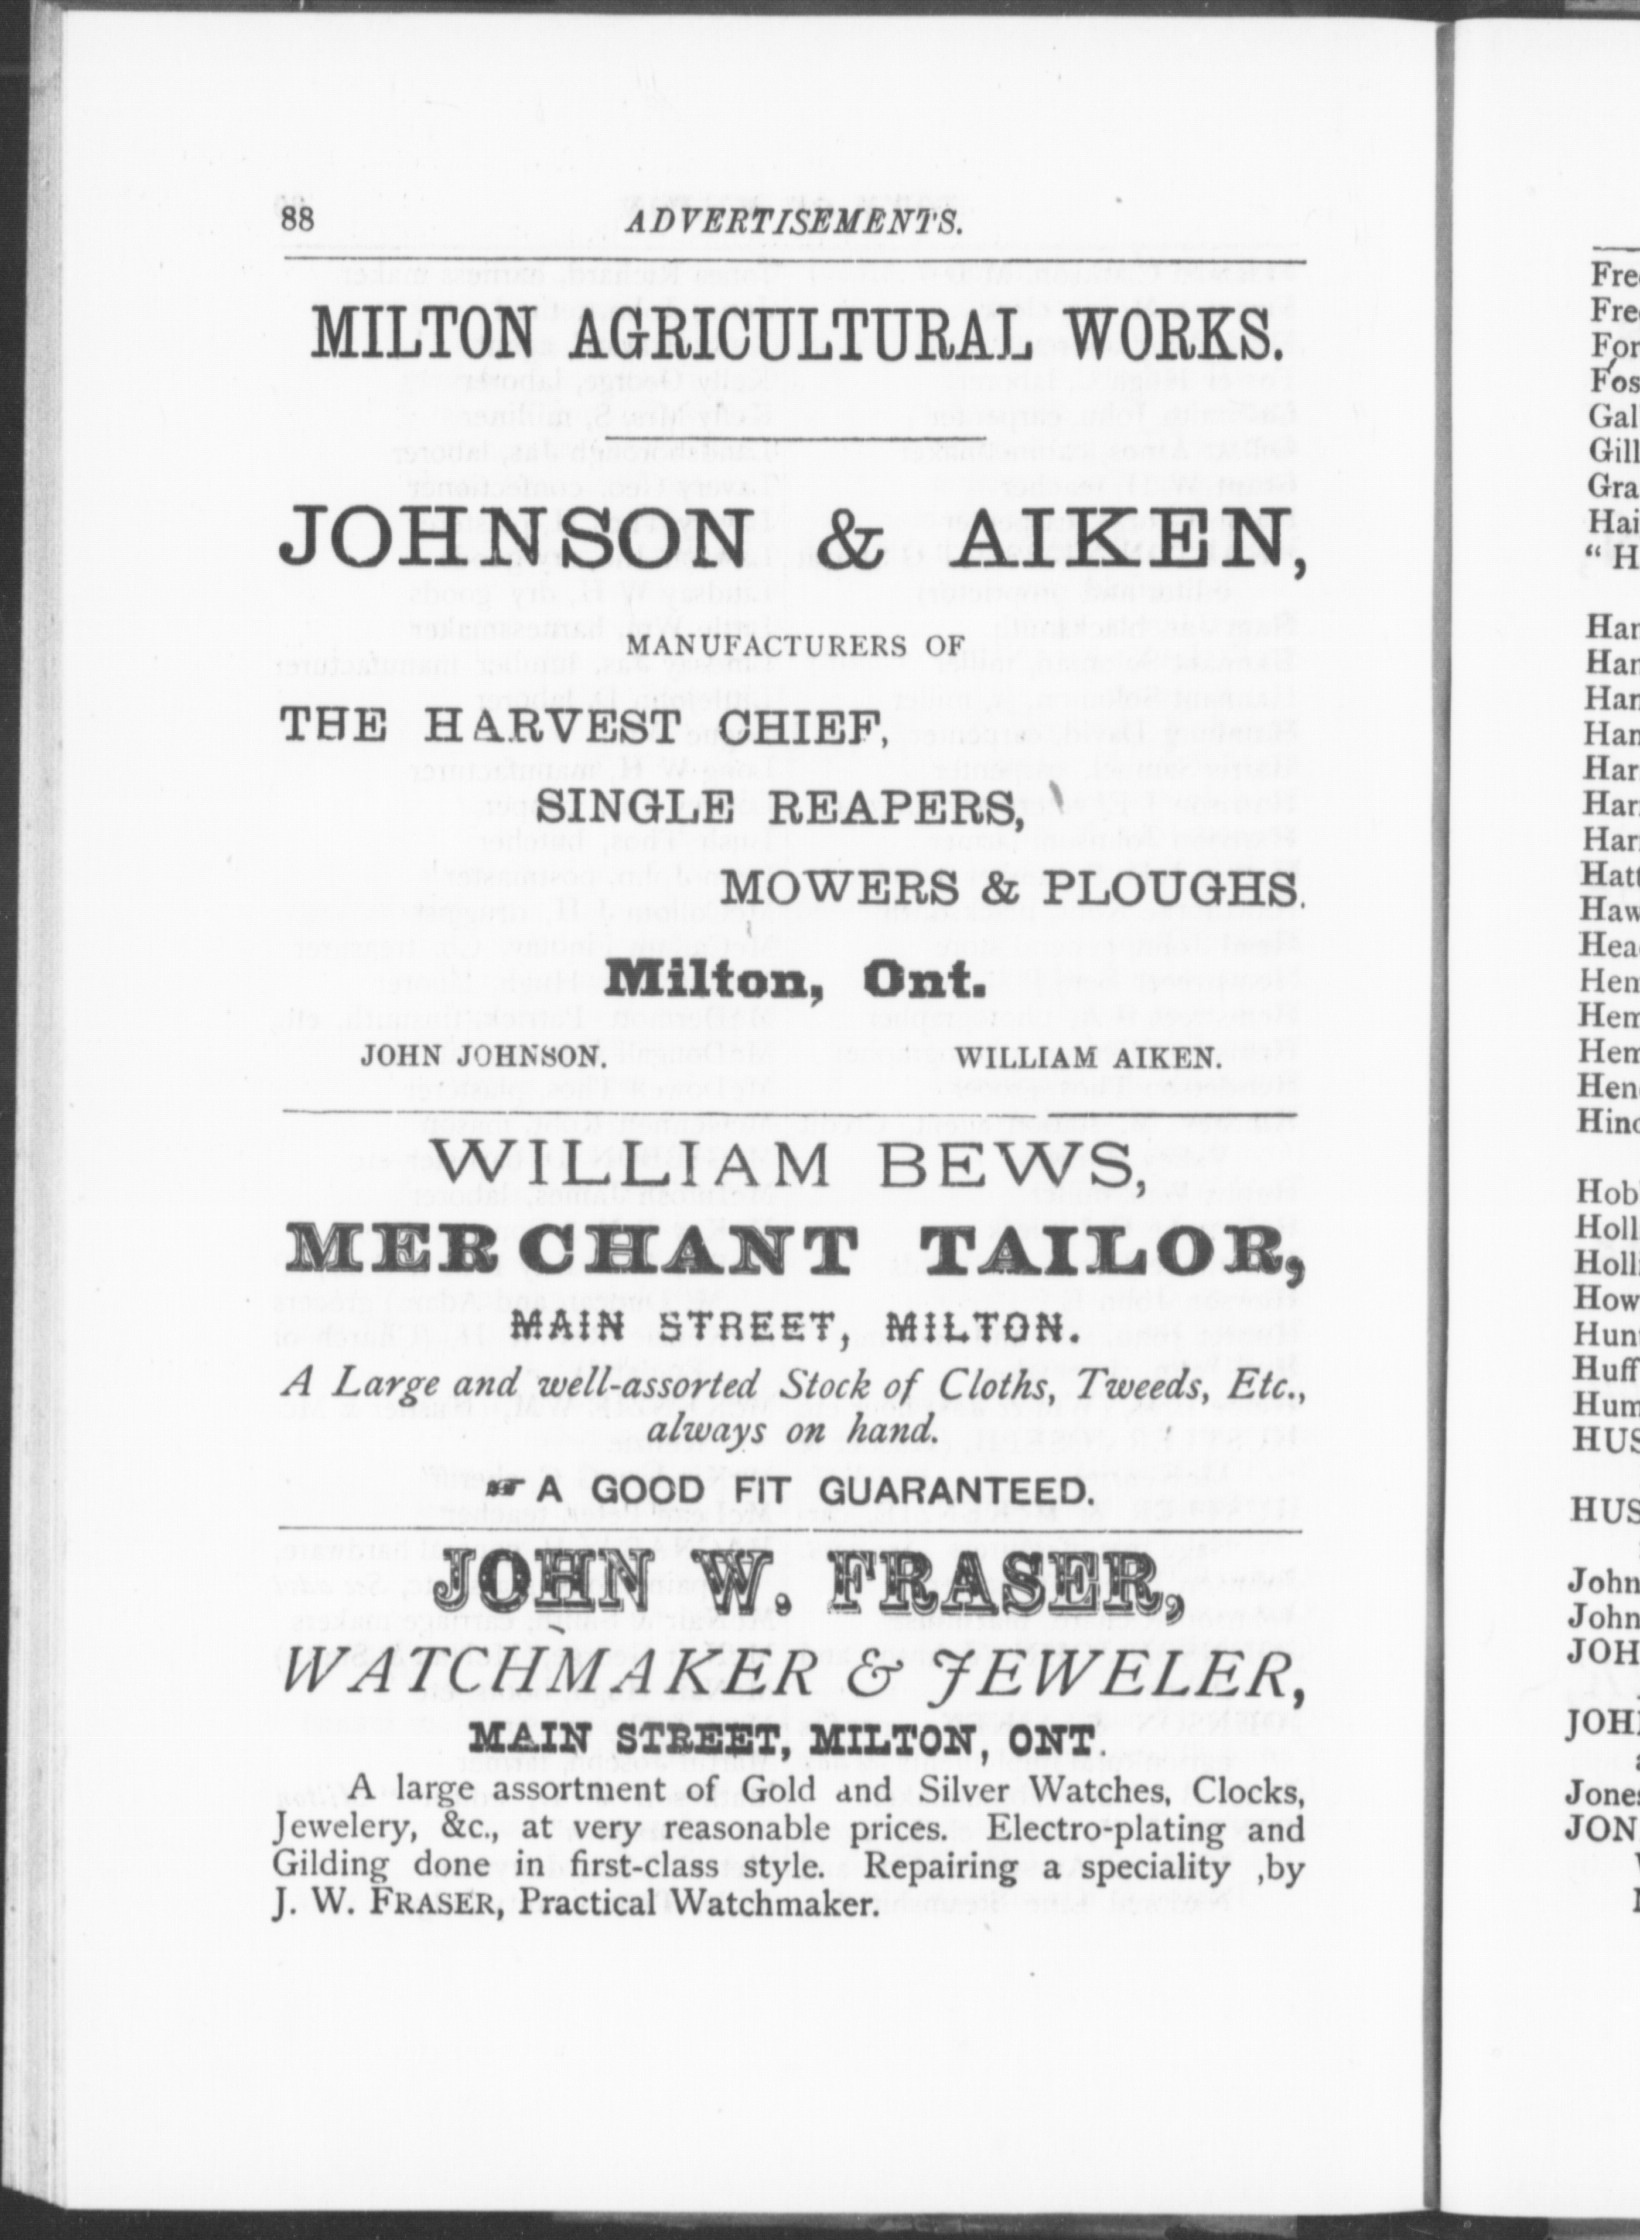 88
ADVERTISEMENTS.
MILTON AGRICULTURAL WORKS.
JOHNSON & AIKEN,
MANUFACTURERS OF
THE HARVEST CHIEF,
SINGLE REAPERS,
MOWERS & PLOUGHS.
Milton, Ont.
JOHN JOHNSON. WILLIAM AIKEN.
WILLIAM BEWS,
MERCHANT TAILOR,
MAIN STREET, MILTON.
A Large and well-assorted Stock of Cloths, Tweeds, Etc.,
always on hand.
☞ A GOOD FIT GUARANTEED.
JOHN W. FRASER,
WATCHMAKER & JEWELER,
MAIN STREET, MILTON, ONT.
A large assortment of Gold and Silver Watches, Clocks,
Jewelery, &c., at very reasonable prices. Electro-plating and
Gilding done in first-class style. Repairing a speciality ,by
J. W. FRASER, Practical Watchmaker.